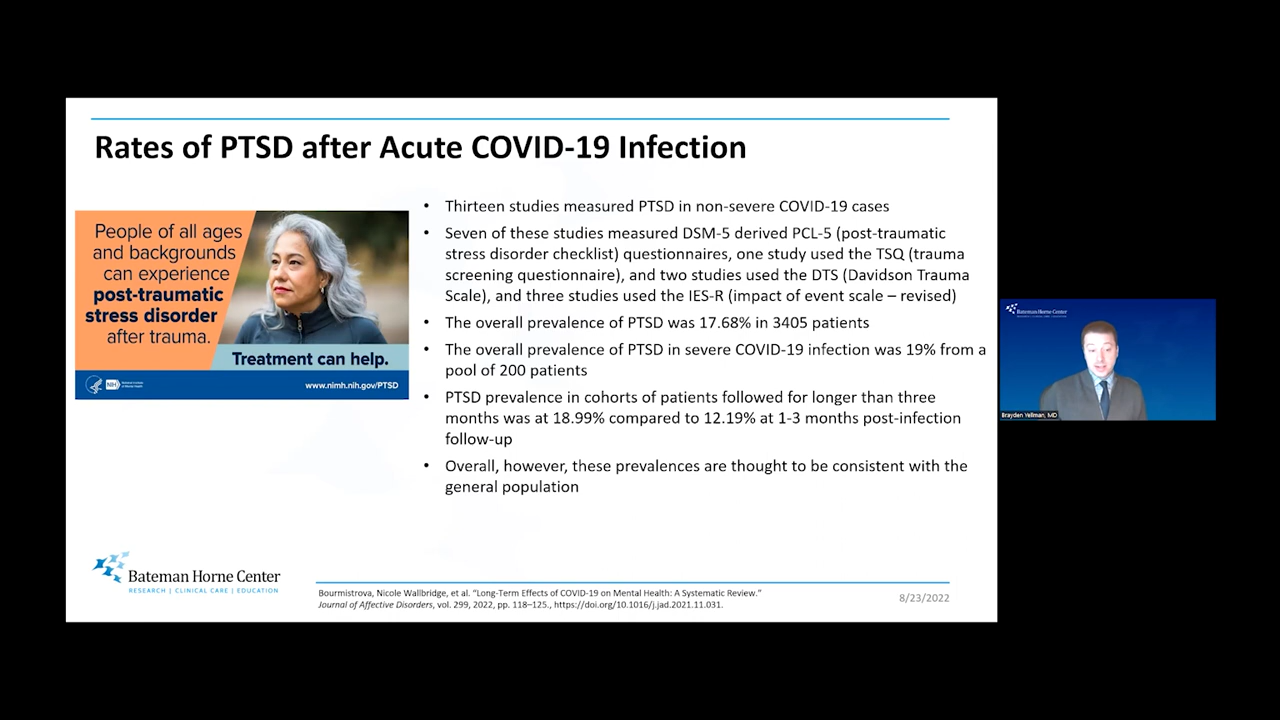 Rates of PTSD after Acute COVID-19 Infection
People of all ages
and backgrounds
can experience
post-traumatic
stress disorder
after trauma.
Treatment can help.
NIH
www.nimh.nih.gov/PTSD
• Thirteen studies measured PTSD in non-severe COVID-19 cases
• Seven of these studies measured DSM-5 derived PCL-5 (post-traumatic
stress disorder checklist) questionnaires, one study used the TSQ (trauma
screening questionnaire), and two studies used the DTS (Davidson Trauma
Scale), and three studies used the IES-R (impact of event scale – revised)
• The overall prevalence of PTSD was 17.68% in 3405 patients
• The overall prevalence of PTSD in severe COVID-19 infection was 19% from a
pool of 200 patients
• PTSD prevalence in cohorts of patients followed for longer than three
months was at 18.99% compared to 12.19% at 1-3 months post-infection
follow-up
• Overall, however, these prevalences are thought to be consistent with the
general population
Bateman Horne Center
RESEARCH | CLINICAL CARE | EDUCATION
Bourmistrova, Nicole Wallbridge, et al. “Long-Term Effects of COVID-19 on Mental Health: A Systematic Review.”
Journal of Affective Disorders, vol. 299, 2022, pp. 118–125., https://doi.org/10.1016/j.jad.2021.11.031.
8/23/2022
Bateman Horne Center
Brayden Yellman, MD